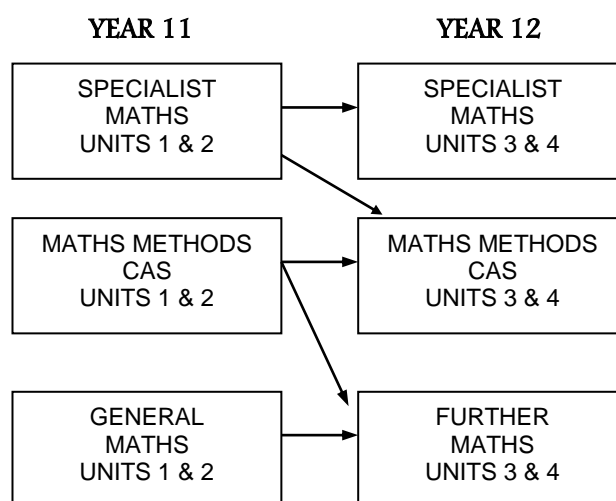 YEAR 11
YEAR 12
SPECIALIST
MATHS
UNITS 1 & 2
SPECIALIST
MATHS
UNITS 3 & 4
MATHS METHODS
CAS
UNITS 1 & 2
MATHS METHODS
CAS
UNITS 3 & 4
GENERAL
MATHS
UNITS 1 & 2
FURTHER
MATHS
UNITS 3 & 4